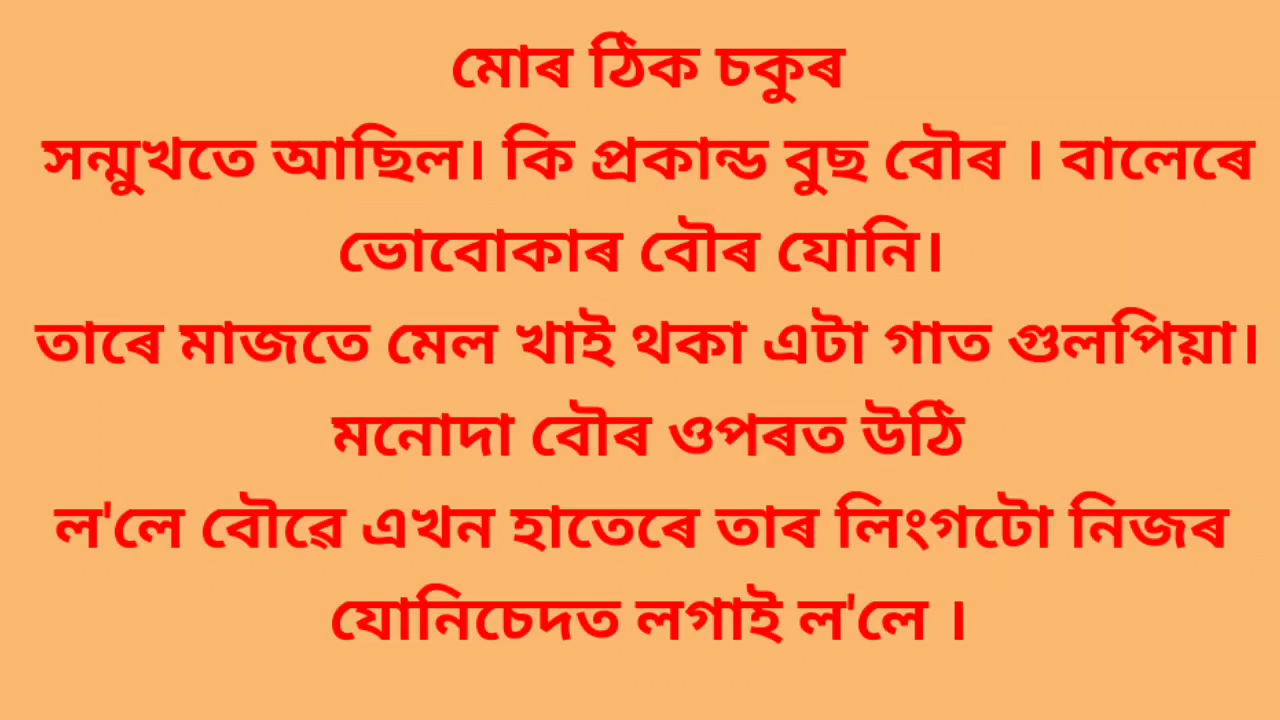 মোৰ ঠিক চকুৰ
সন্মুখতে আছিল। কি প্ৰকান্ড বুছ বৌৰ । বালেৰে
ভোবোকাৰ বৌৰ যোনি।
তাৰে মাজতে মেল খাই থকা এটা গাত গুলপিয়া।
মনোদা বৌৰ ওপৰত উঠি
ল'লে বৌৱে এখন হাতেৰে তাৰ লিংগটো নিজৰ
যোনিচেদত লগাই ল'লে ।